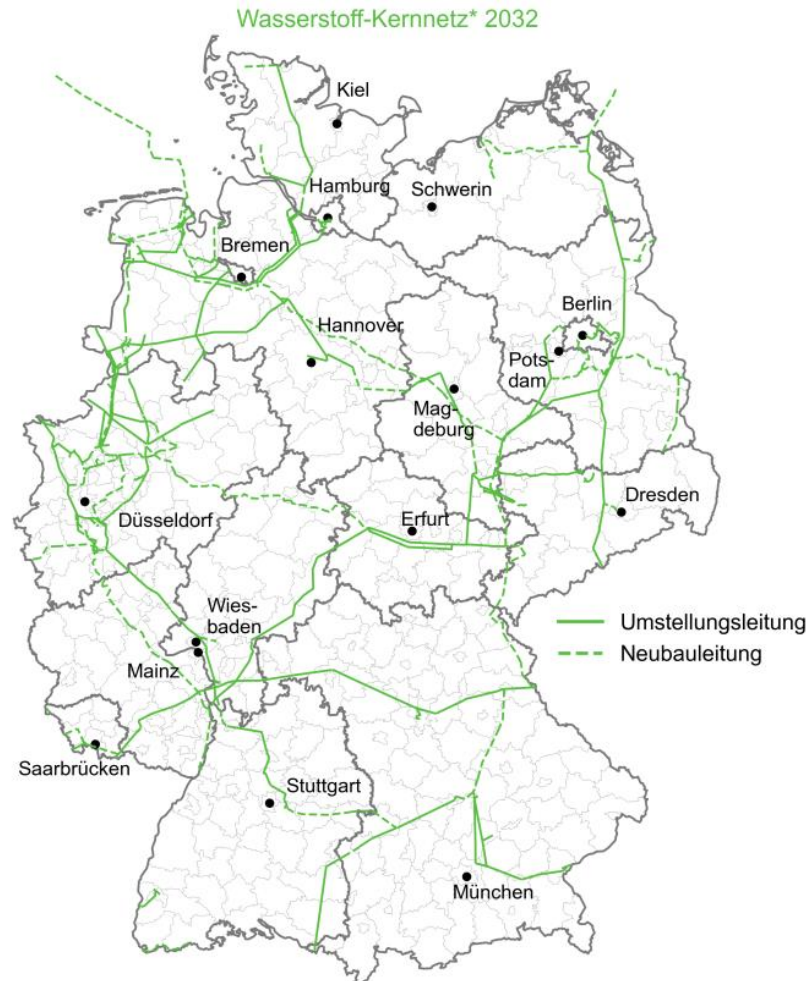 Wasserstoff-Kernnetz* 2032
Kiel
Hamburg
Schwerin
Bremen
Berlin
Hannover
Pots-
dam
Mag-
deburg
Düsseldorf
Erfurt
Dresden
Wies-
baden
Mainz
Umstellungsleitung
Neubauleitung
Saarbrücken
Stuttgart
München